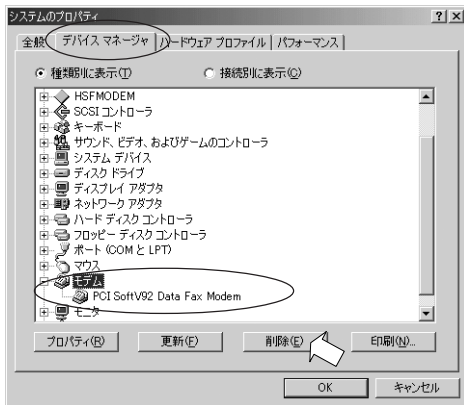 システムのプロパティ
全般
デバイス マネージャ
ハードウェア プロファイル
パフォーマンス
種類別に表示(T)
接続別に表示(C)
HSFMODEM
SCSI コントローラ
キーボード
サウンド、ビデオ、およびゲームのコントローラ
システム デバイス
ディスク ドライブ
ディスプレイ アダプタ
ネットワーク アダプタ
ハード ディスク コントローラ
フロッピー ディスク コントローラ
ポート (COM と LPT)
マウス
モデム
PCI SoftV92 Data Fax Modem
モニタ
プロパティ(R)
更新(F)
削除(E)
印刷(N)...
OK
キャンセル